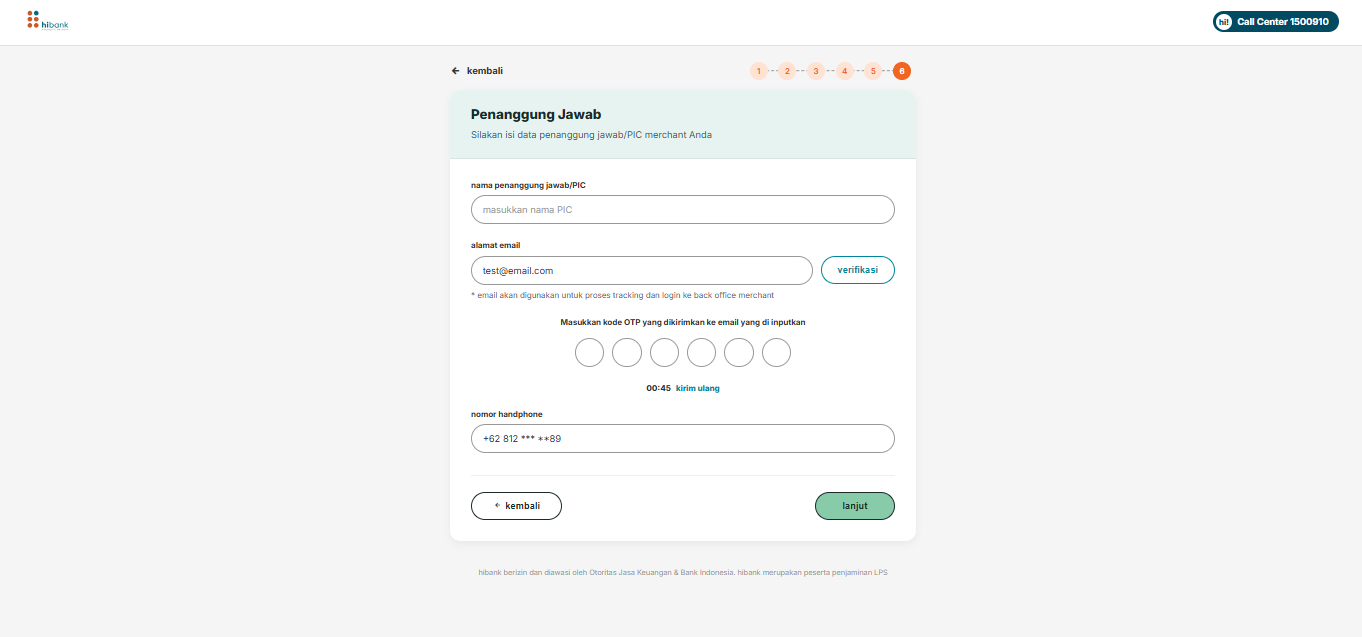 hibank
hi! Call Center 1500910
← kembali
1 2 3 4 5 6
Penanggung Jawab
Silakan isi data penanggung jawab/PIC merchant Anda
nama penanggung jawab/PIC
masukkan nama PIC
alamat email
test@email.com verifikasi
* email akan digunakan untuk proses tracking dan login ke back office merchant
Masukkan kode OTP yang dikirimkan ke email yang di inputkan
00:45 kirim ulang
nomor handphone
+62 812 *** **89
← kembali lanjut
hibank berizin dan diawasi oleh Otoritas Jasa Keuangan & Bank Indonesia. hibank merupakan peserta penjaminan LPS